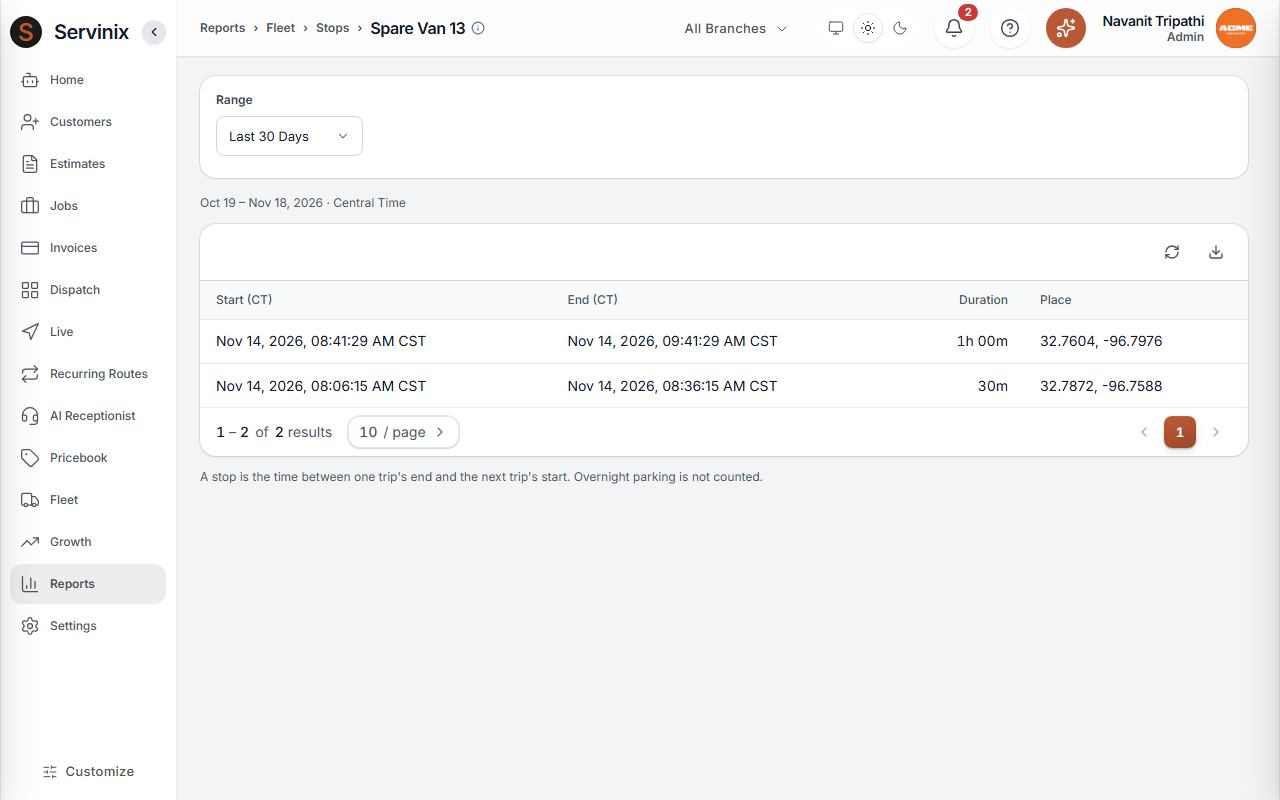 S Servinix
Reports › Fleet › Stops › Spare Van 13
All Branches
2
Navanit Tripathi
Admin
ACME
Home
Customers
Estimates
Jobs
Invoices
Dispatch
Live
Recurring Routes
AI Receptionist
Pricebook
Fleet
Growth
Reports
Settings
Customize
Range
Last 30 Days
Oct 19 – Nov 18, 2026 · Central Time
Start (CT) End (CT) Duration Place
Nov 14, 2026, 08:41:29 AM CST Nov 14, 2026, 09:41:29 AM CST 1h 00m 32.7604, -96.7976
Nov 14, 2026, 08:06:15 AM CST Nov 14, 2026, 08:36:15 AM CST 30m 32.7872, -96.7588
1 – 2 of 2 results 10 / page 1
A stop is the time between one trip's end and the next trip's start. Overnight parking is not counted.